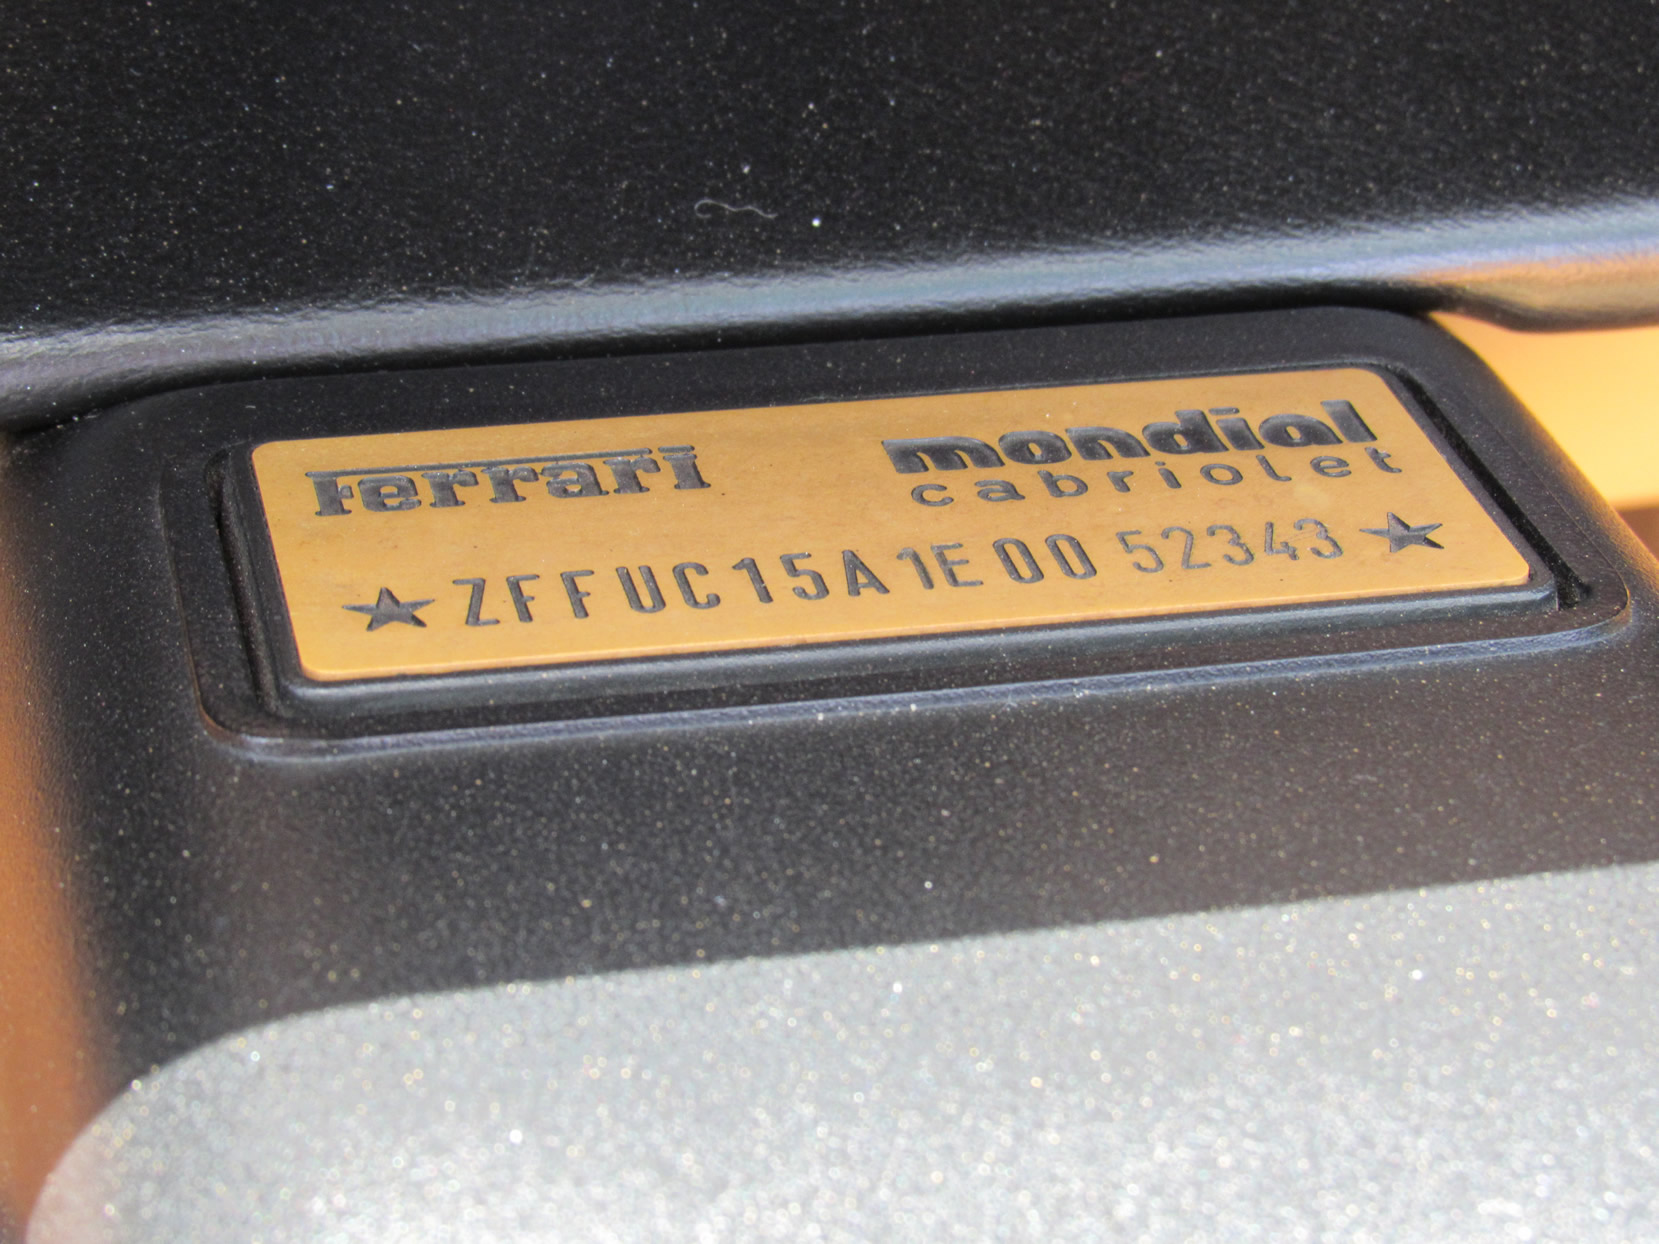 Ferrari mondial
cabriolet
★ ZFFUC15A1E00 52343 ★